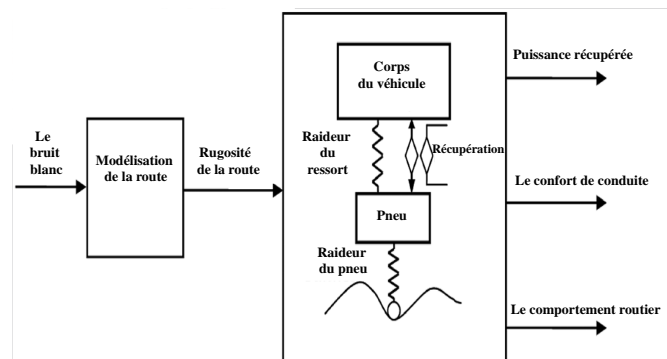 Le
bruit
blanc
Modélisation
de la route
Rugosité
de la route
Corps
du véhicule
Raideur
du
ressort
Récupération
Pneu
Raideur
du pneu
Puissance récupérée
Le confort de conduite
Le comportement routier